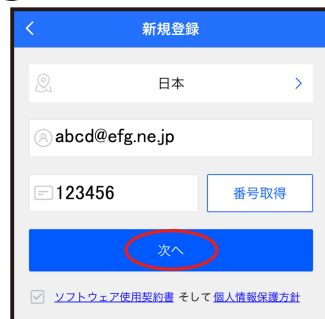 新規登録
日本
abcd@efg.ne.jp
123456 番号取得
次へ
ソフトウェア使用契約書 そして 個人情報保護方針